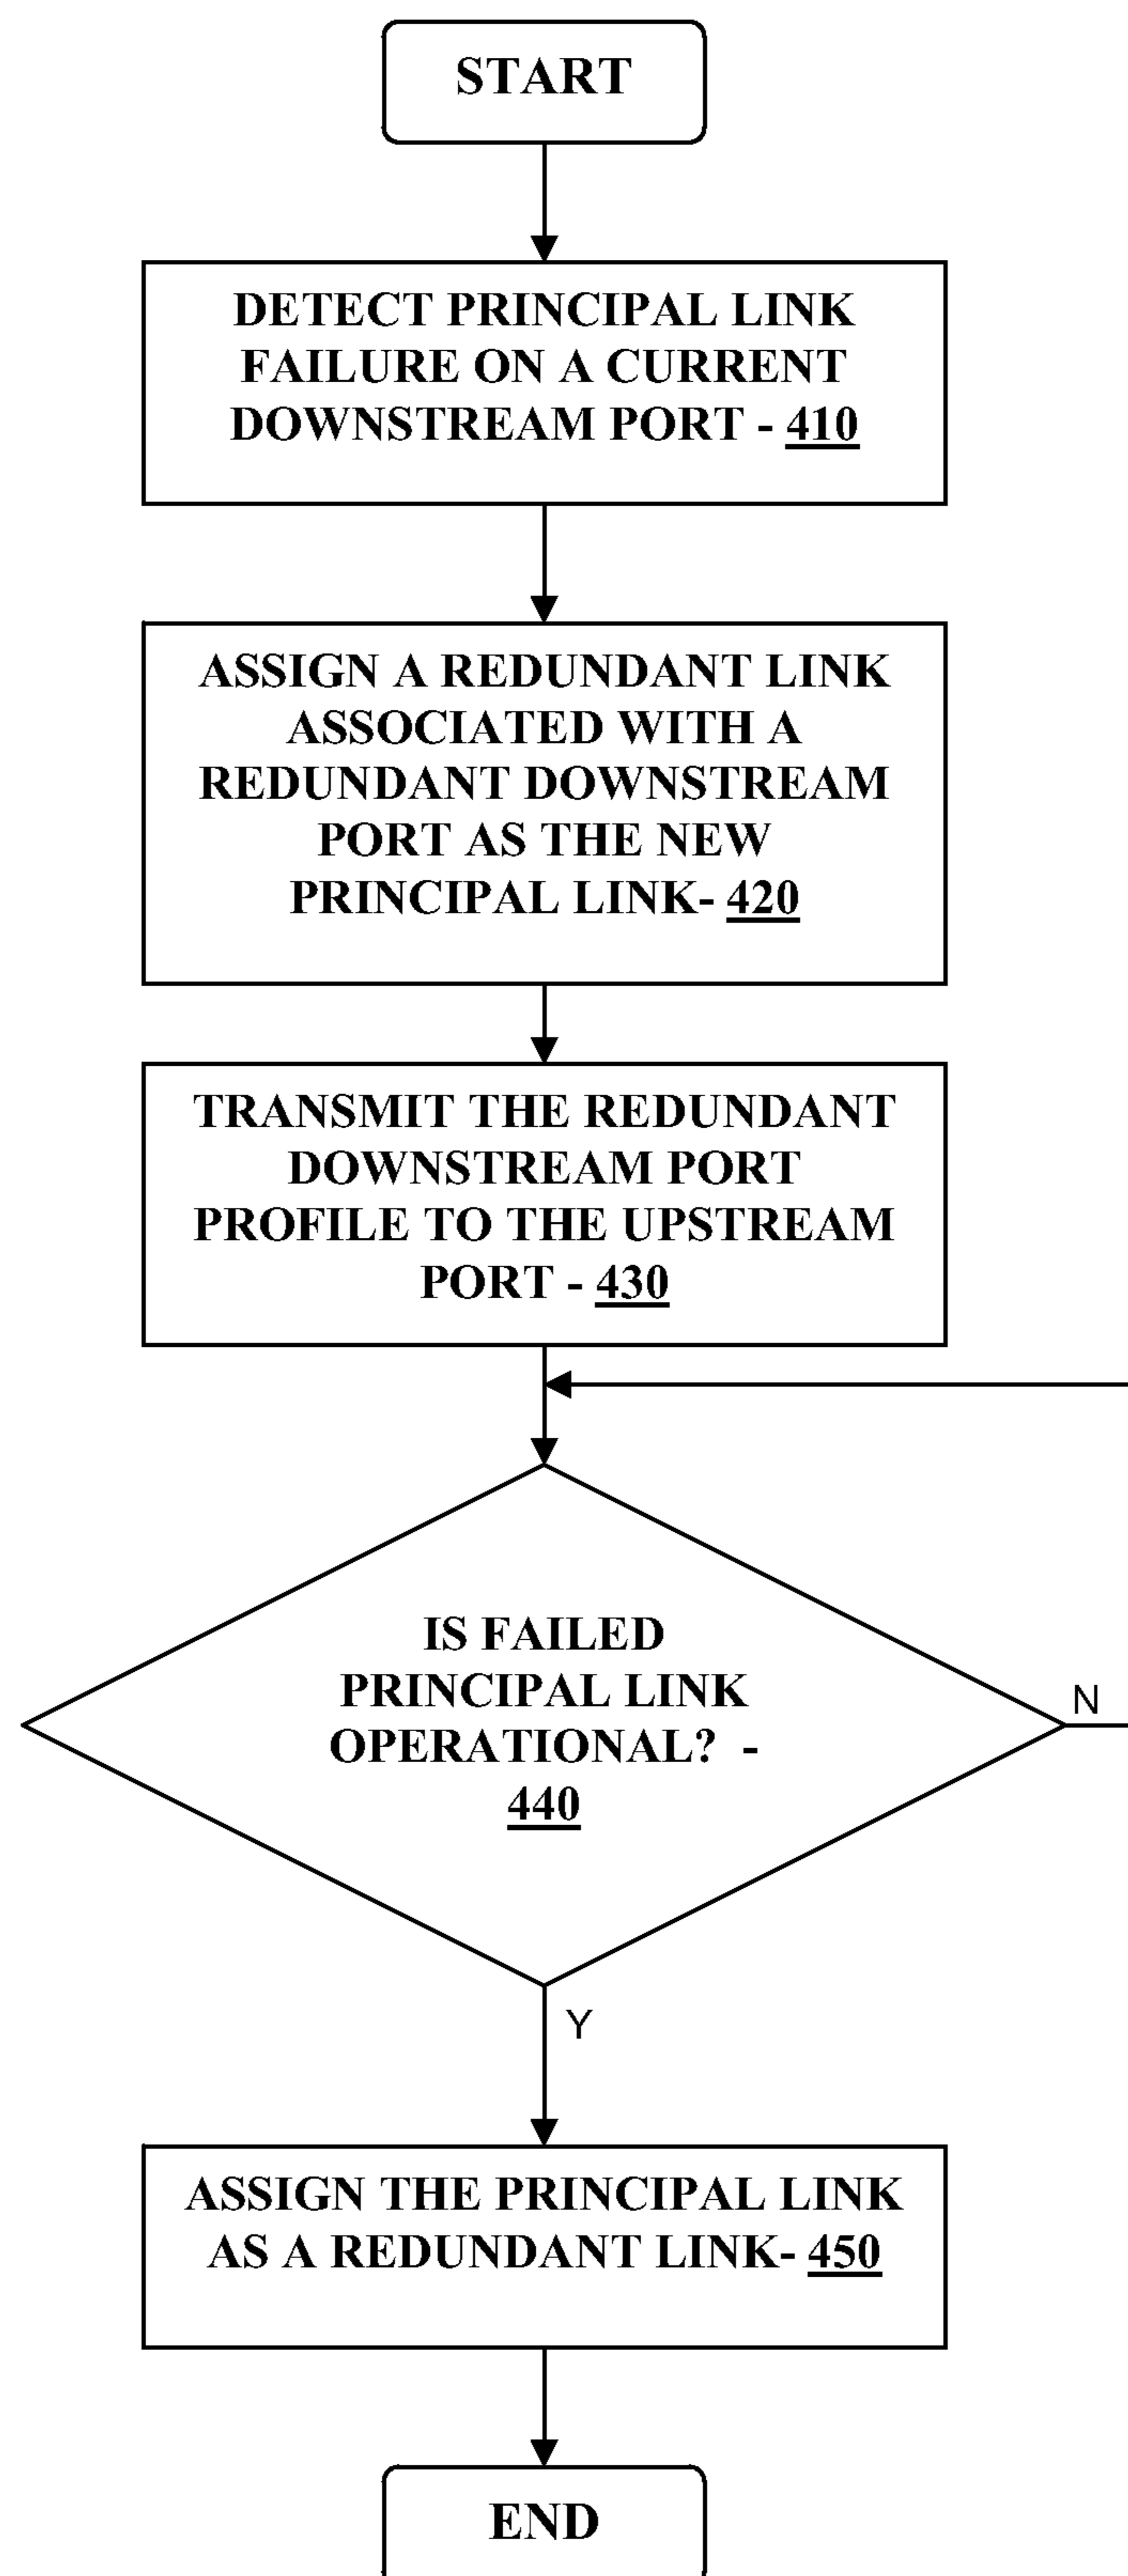 START
DETECT PRINCIPAL LINK
FAILURE ON A CURRENT
DOWNSTREAM PORT - 410
ASSIGN A REDUNDANT LINK
ASSOCIATED WITH A
REDUNDANT DOWNSTREAM
PORT AS THE NEW
PRINCIPAL LINK- 420
TRANSMIT THE REDUNDANT
DOWNSTREAM PORT
PROFILE TO THE UPSTREAM
PORT - 430
IS FAILED
PRINCIPAL LINK
OPERATIONAL? -
440
N
Y
ASSIGN THE PRINCIPAL LINK
AS A REDUNDANT LINK- 450
END